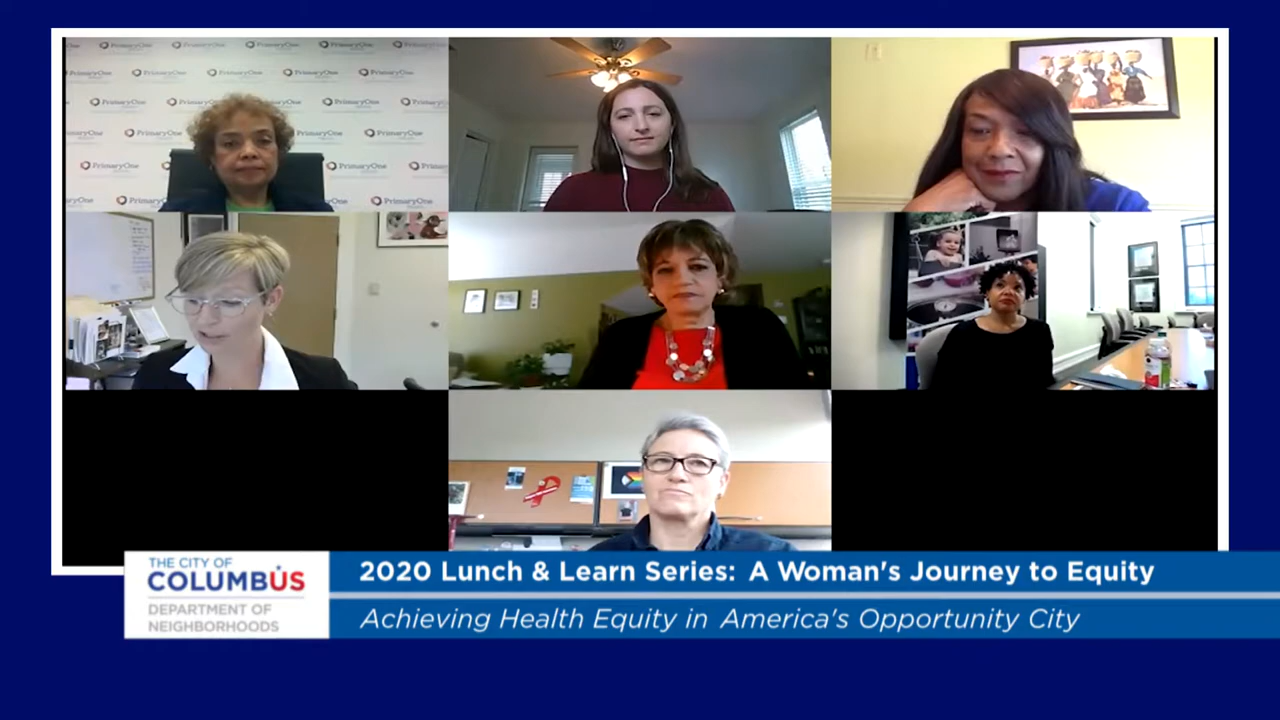 PrimaryOne
THE CITY OF
COLUMBUS
DEPARTMENT OF
NEIGHBORHOODS
2020 Lunch & Learn Series: A Woman's Journey to Equity
Achieving Health Equity in America's Opportunity City